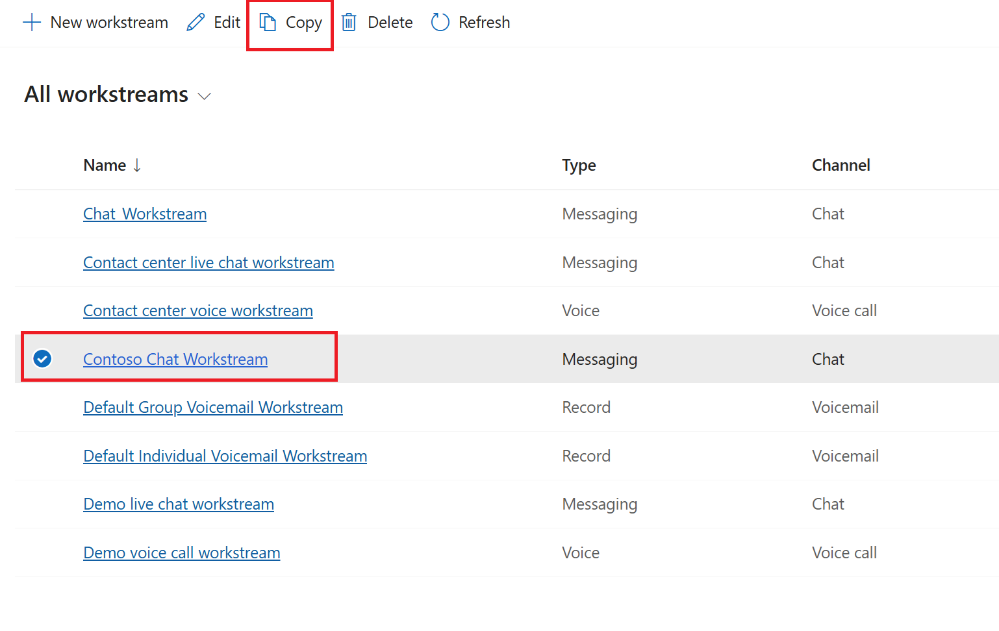 New workstream Edit Copy Delete Refresh
All workstreams
Name ↓ Type Channel
Chat Workstream Messaging Chat
Contact center live chat workstream Messaging Chat
Contact center voice workstream Voice Voice call
Contoso Chat Workstream Messaging Chat
Default Group Voicemail Workstream Record Voicemail
Default Individual Voicemail Workstream Record Voicemail
Demo live chat workstream Messaging Chat
Demo voice call workstream Voice Voice call